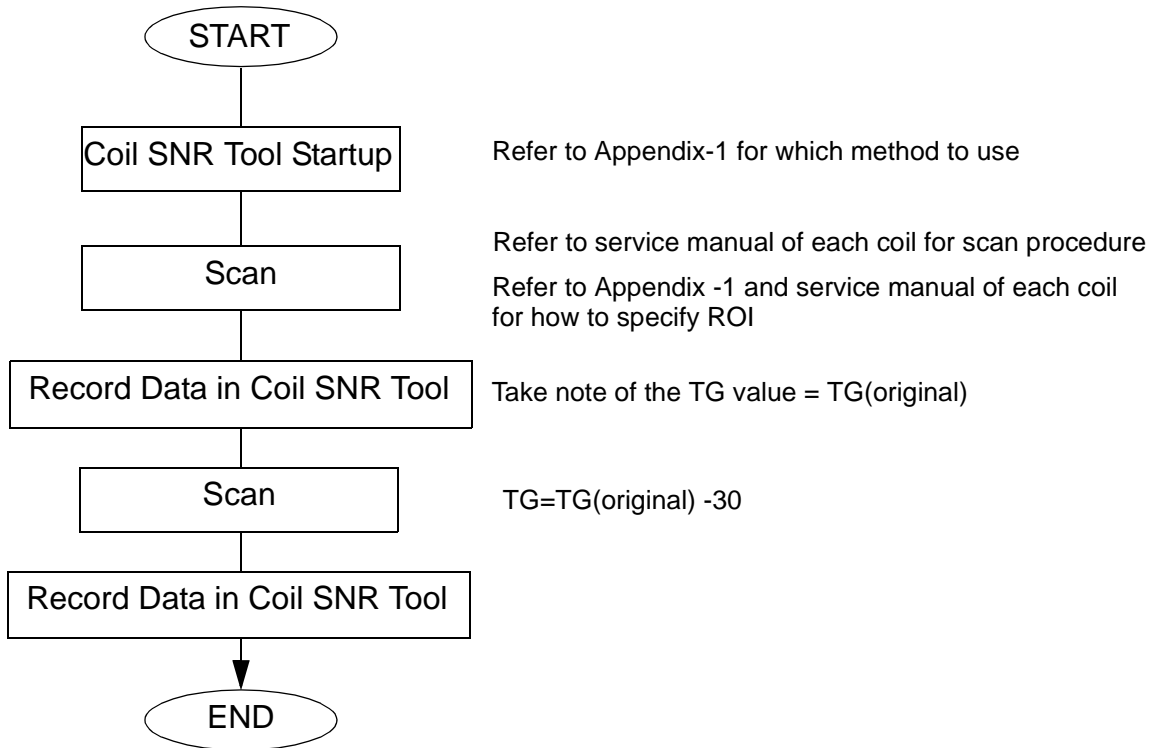 START
Coil SNR Tool Startup
Refer to Appendix-1 for which method to use
Scan
Refer to service manual of each coil for scan procedure
Refer to Appendix -1 and service manual of each coil
for how to specify ROI
Record Data in Coil SNR Tool
Take note of the TG value = TG(original)
Scan
TG=TG(original) -30
Record Data in Coil SNR Tool
END